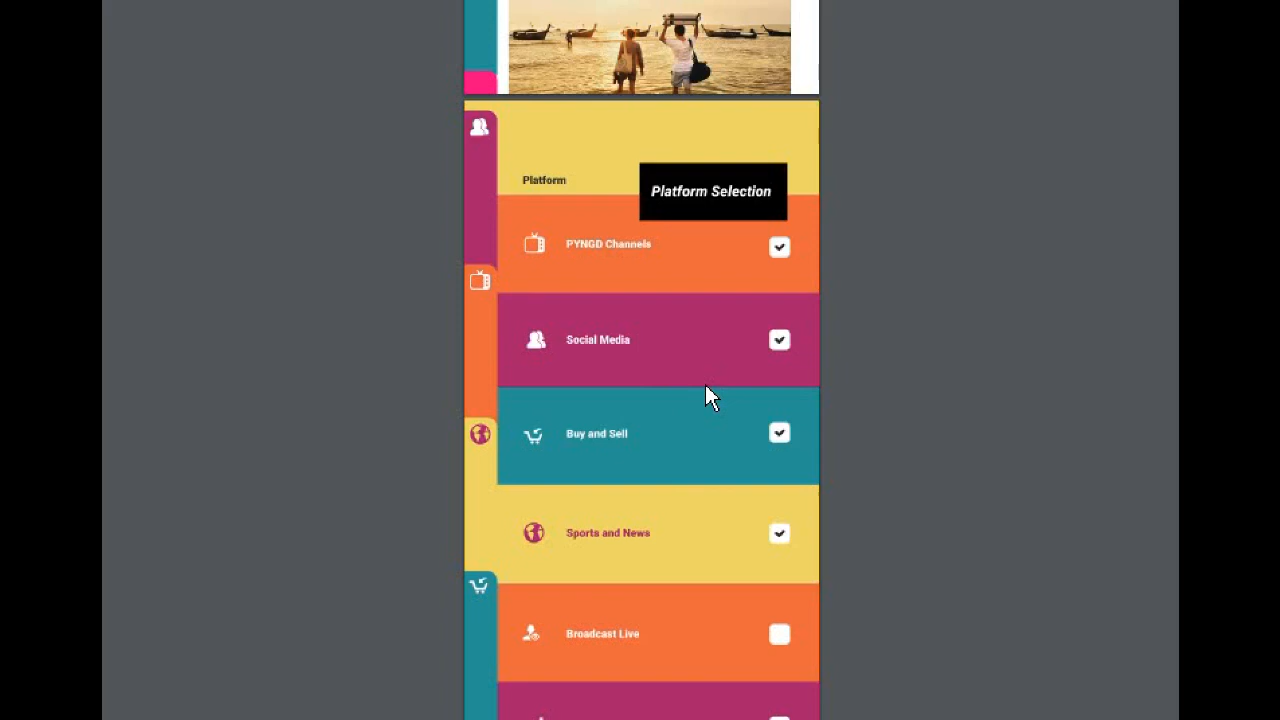 Platform
Platform Selection
PYNGD Channels
Social Media
Buy and Sell
Sports and News
Broadcast Live